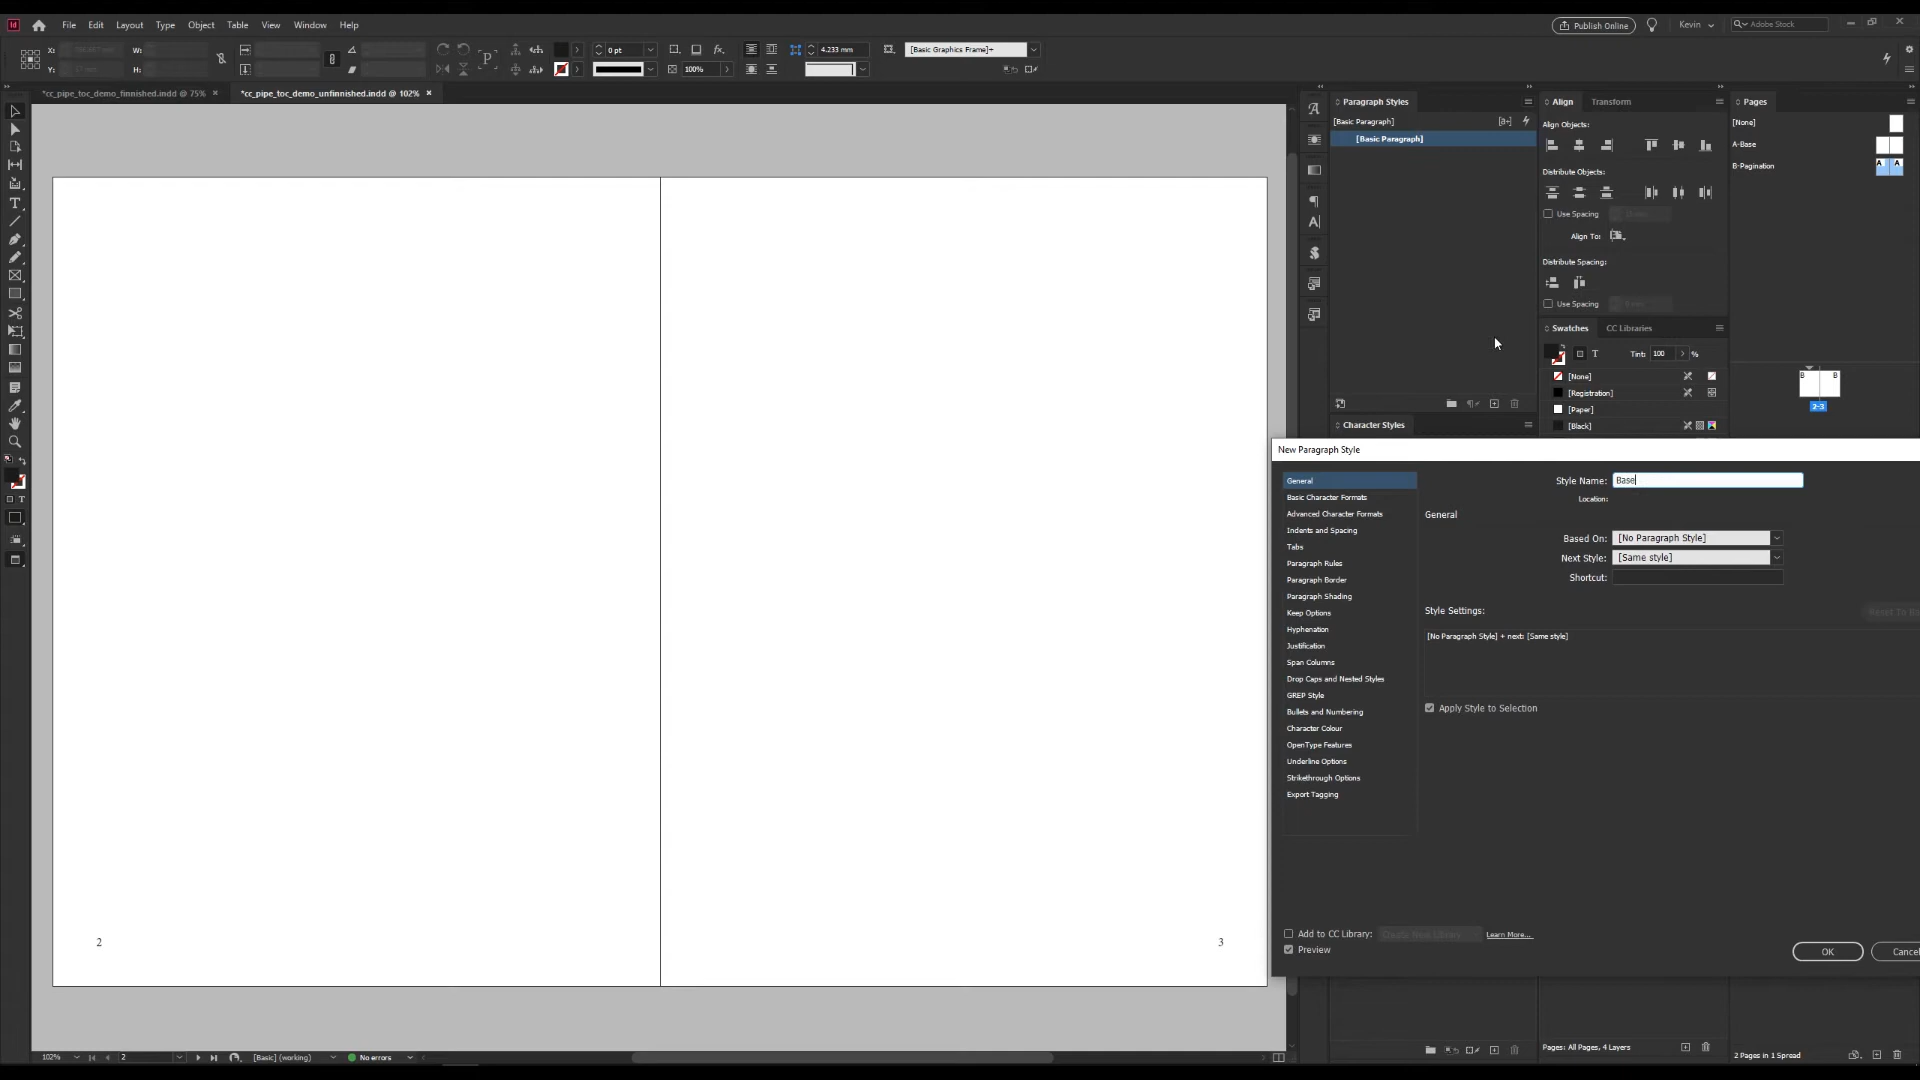 File Edit Layout Type Object Table View Window Help
Publish Online Kevin Adobe Stock
X: W: 0 pt 4.233 mm [Basic Graphics Frame]+
Y: H: 100%
*cc_pipe_toc_demo_finnished.indd @ 75% × *cc_pipe_toc_demo_unfinnished.indd @ 102% ×
Paragraph Styles
[Basic Paragraph]
[Basic Paragraph]
Align Transform
Align Objects:
Distribute Objects:
Use Spacing
Align To:
Distribute Spacing:
Use Spacing
Swatches CC Libraries
Tint: 100 %
[None]
[Registration]
[Paper]
[Black]
Pages
[None]
A-Base
B-Pagination
A A
B B
2-3
Character Styles
New Paragraph Style
General
Basic Character Formats
Advanced Character Formats
Indents and Spacing
Tabs
Paragraph Rules
Paragraph Border
Paragraph Shading
Keep Options
Hyphenation
Justification
Span Columns
Drop Caps and Nested Styles
GREP Style
Bullets and Numbering
Character Colour
OpenType Features
Underline Options
Strikethrough Options
Export Tagging
Style Name: Base
Location:
General
Based On: [No Paragraph Style]
Next Style: [Same style]
Shortcut:
Style Settings: Reset To Ba
[No Paragraph Style] + next: [Same style]
Apply Style to Selection
Add to CC Library: Create New Library Learn More...
Preview
OK Cancel
2
3
102% 2 [Basic] (working) No errors
Pages: All Pages, 4 Layers
2 Pages in 1 Spread